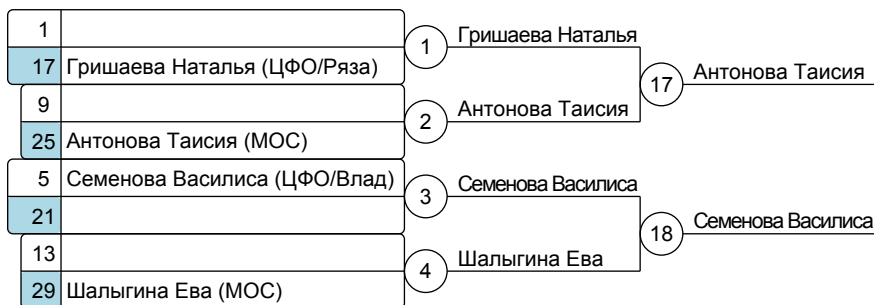 1
17 Гришаева Наталья (ЦФО/Ряза)
1 Гришаева Наталья
9
25 Антонова Таисия (МОС)
2 Антонова Таисия
17 Антонова Таисия
5 Семенова Василиса (ЦФО/Влад)
21
3 Семенова Василиса
13
29 Шалыгина Ева (МОС)
4 Шалыгина Ева
18 Семенова Василиса